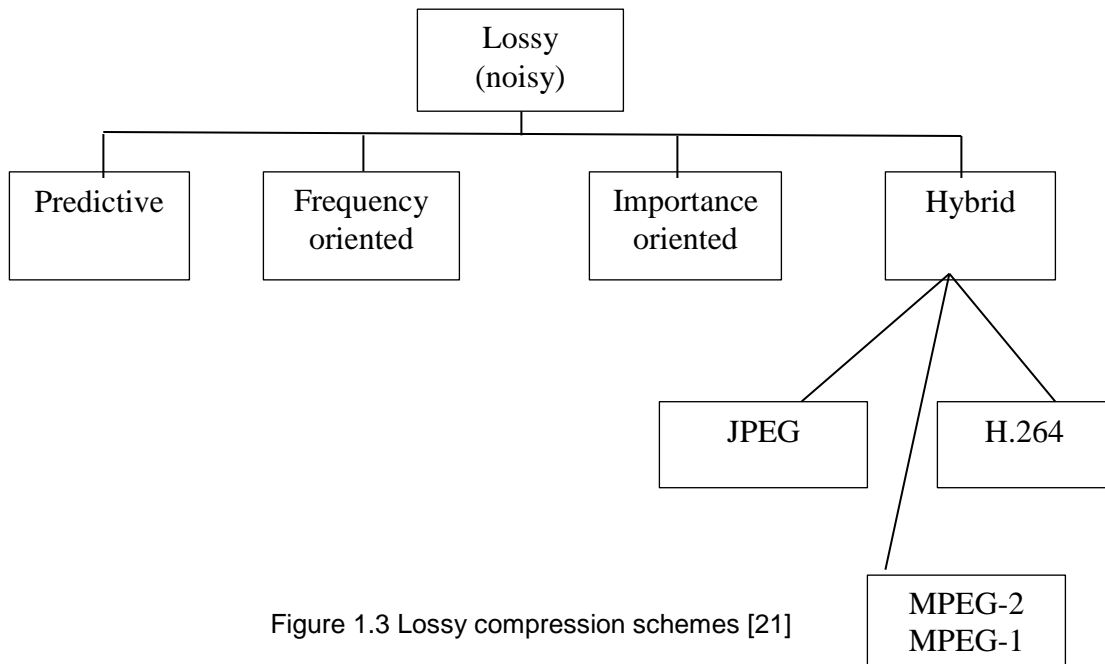 Lossy
(noisy)
Predictive
Frequency
oriented
Importance
oriented
Hybrid
JPEG
H.264
MPEG-2
MPEG-1
Figure 1.3 Lossy compression schemes [21]